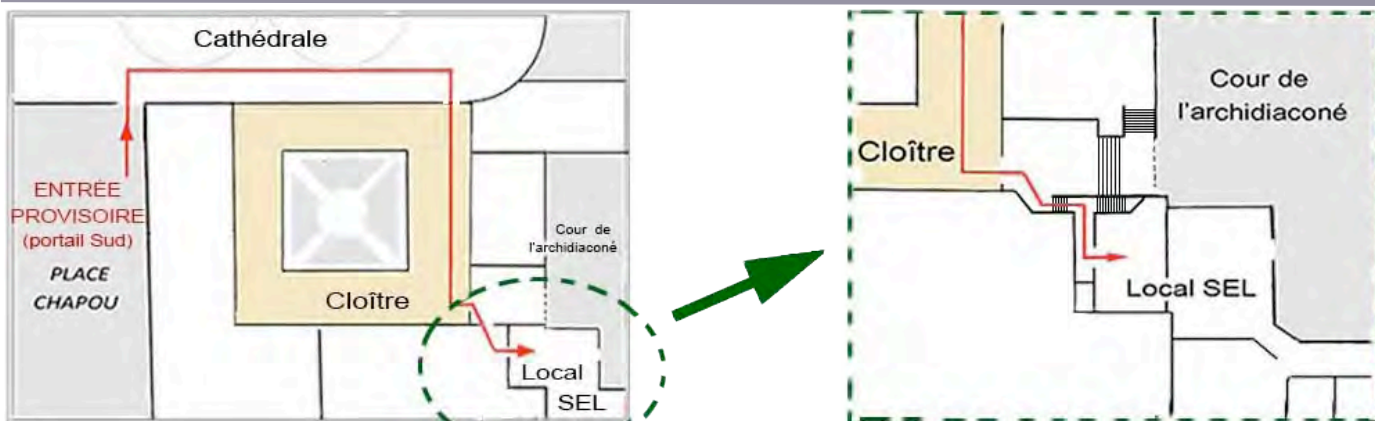 Cathédrale
ENTRÉE
PROVISOIRE
(portail Sud)
PLACE
CHAPOU
Cloître
Cour de
l'archidiaconé
Local
SEL
Cour de
l'archidiaconé
Cloître
Local SEL